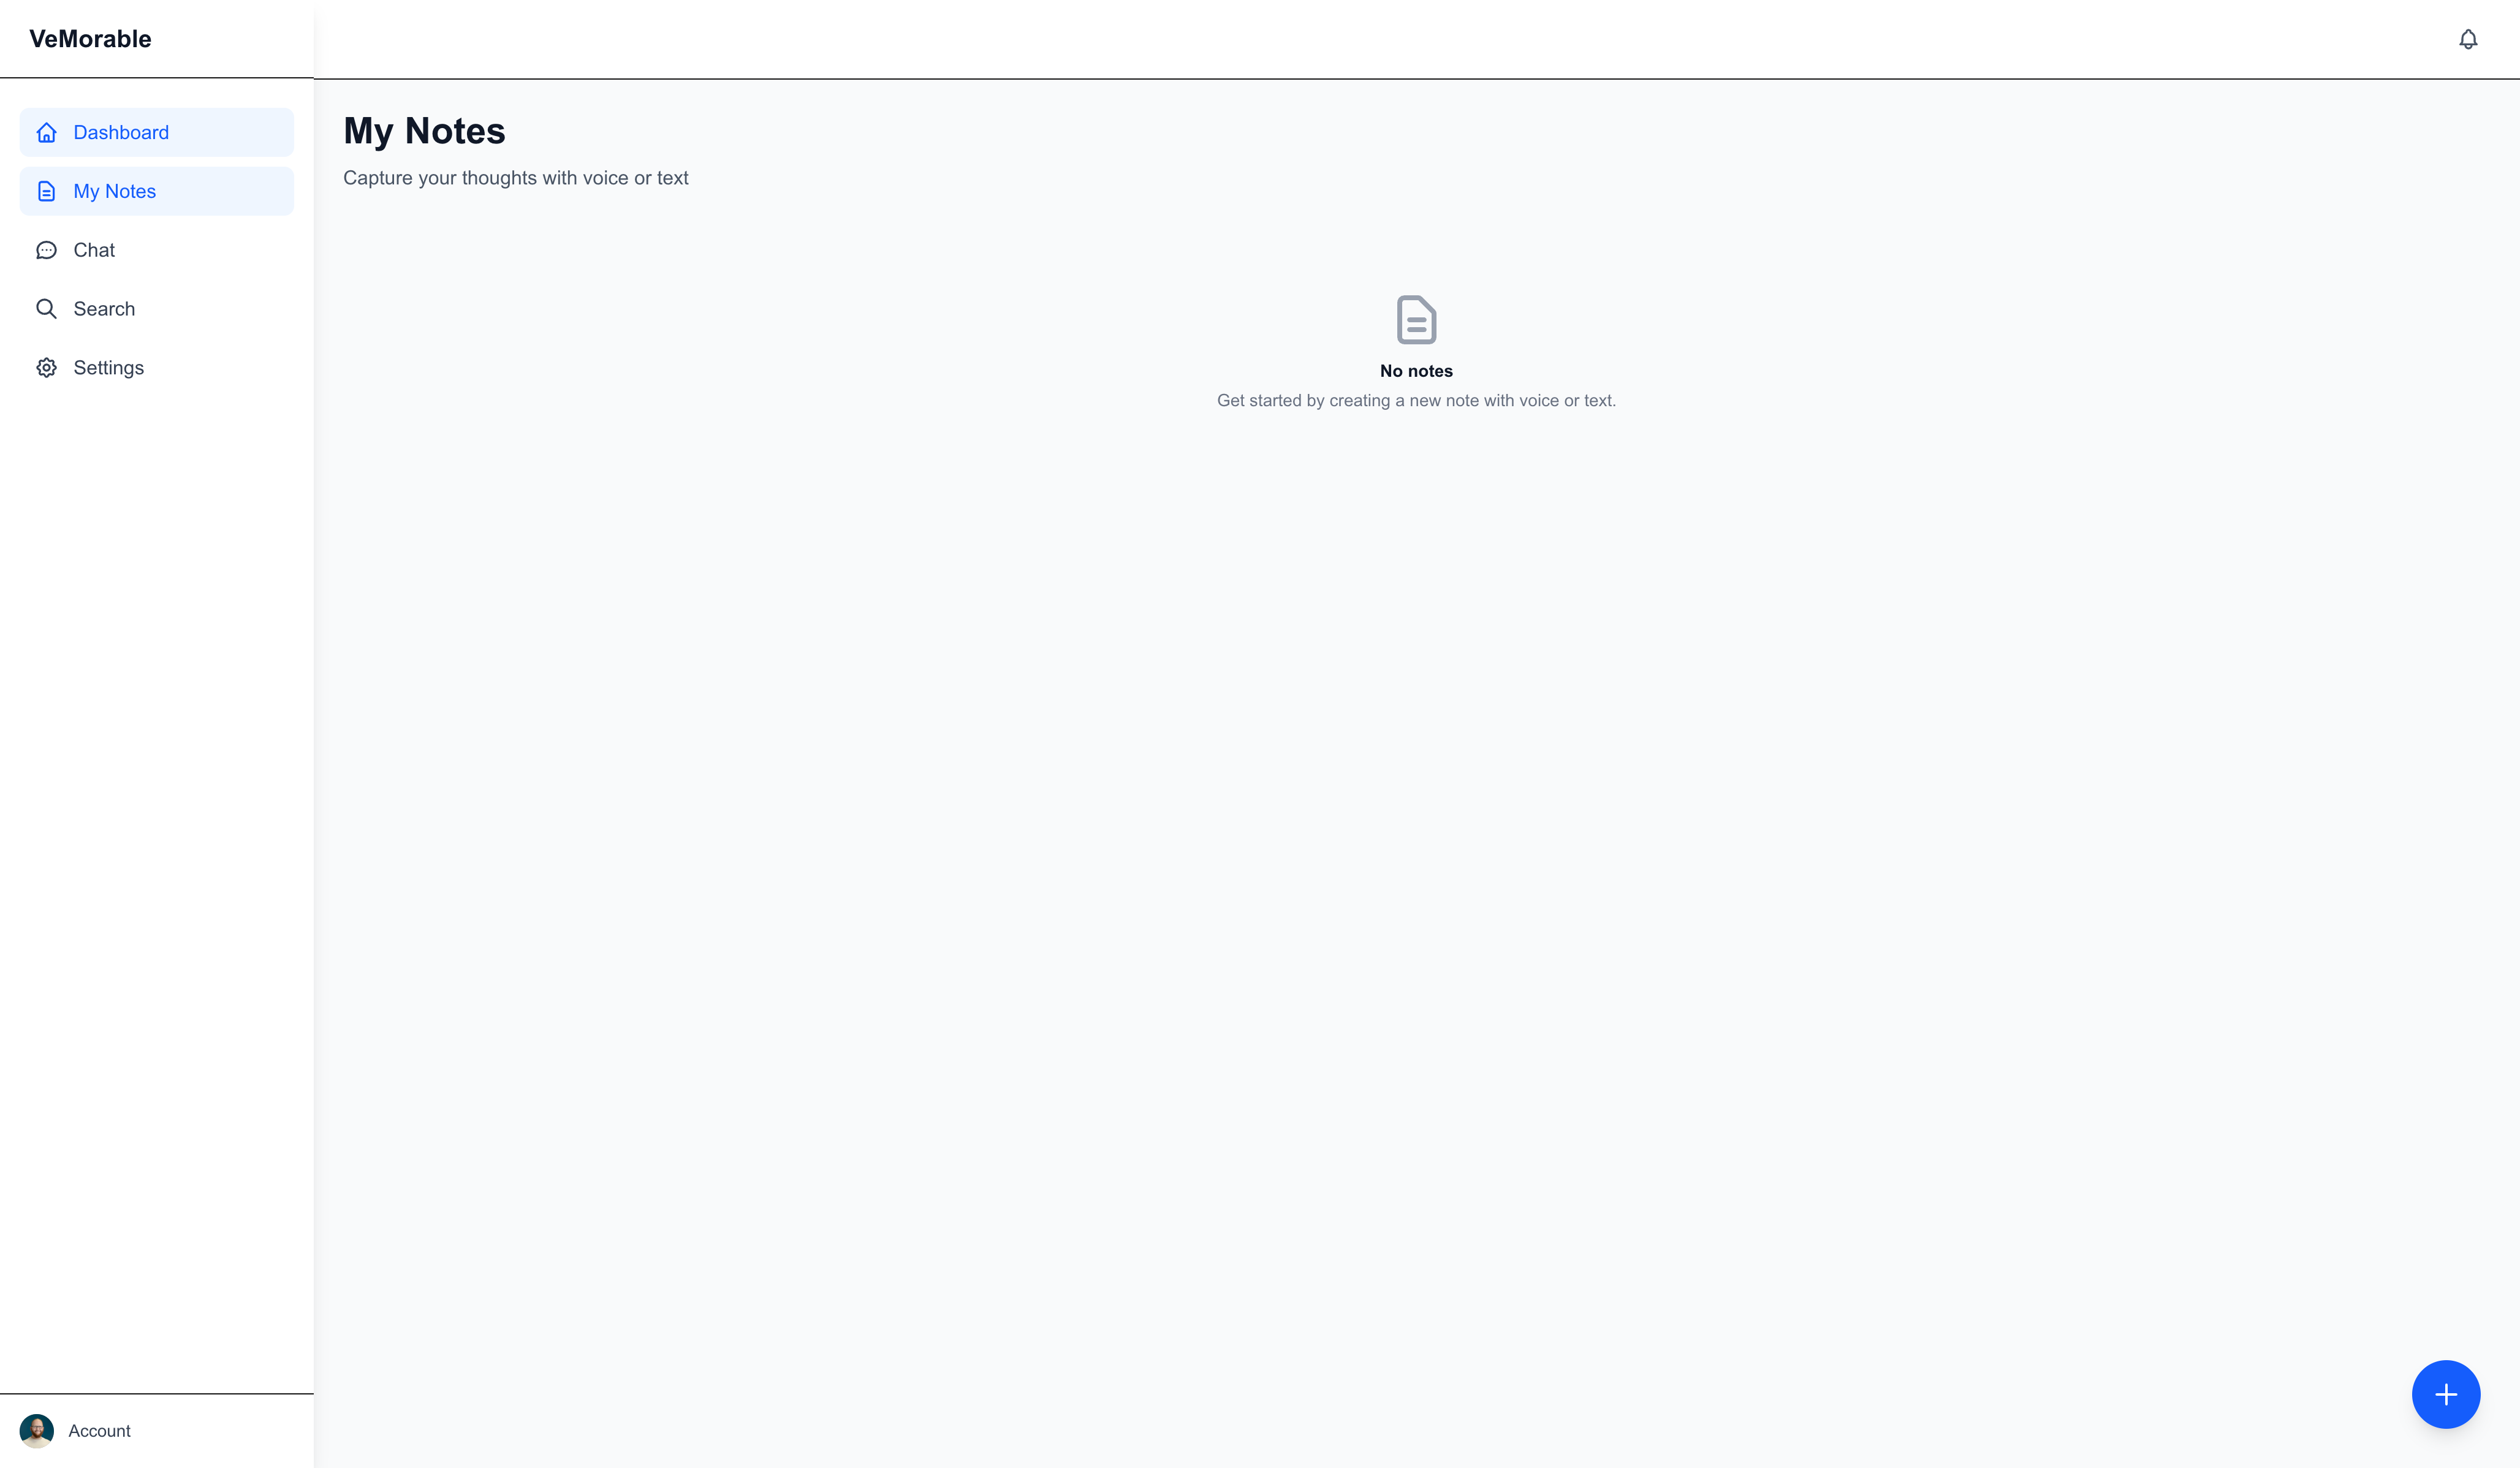 VeMorable
Dashboard
My Notes
Chat
Search
Settings
Account
My Notes
Capture your thoughts with voice or text
No notes
Get started by creating a new note with voice or text.